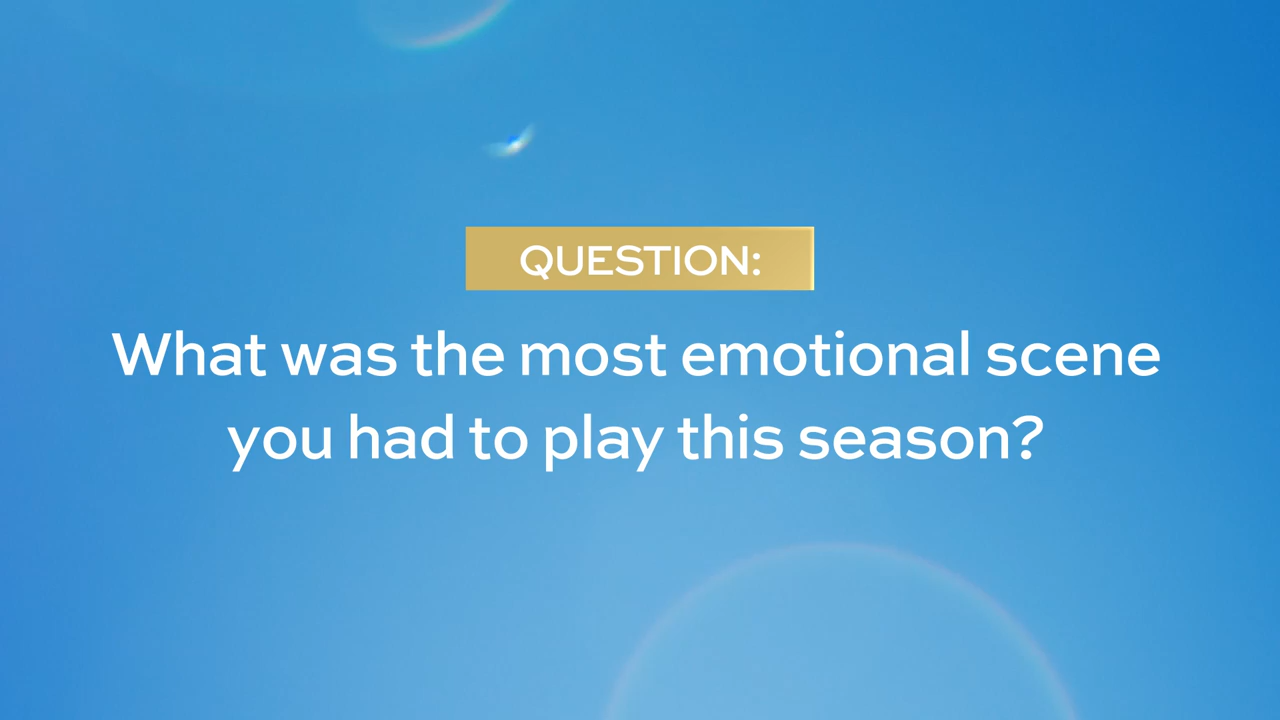 QUESTION:
What was the most emotional scene
you had to play this season?